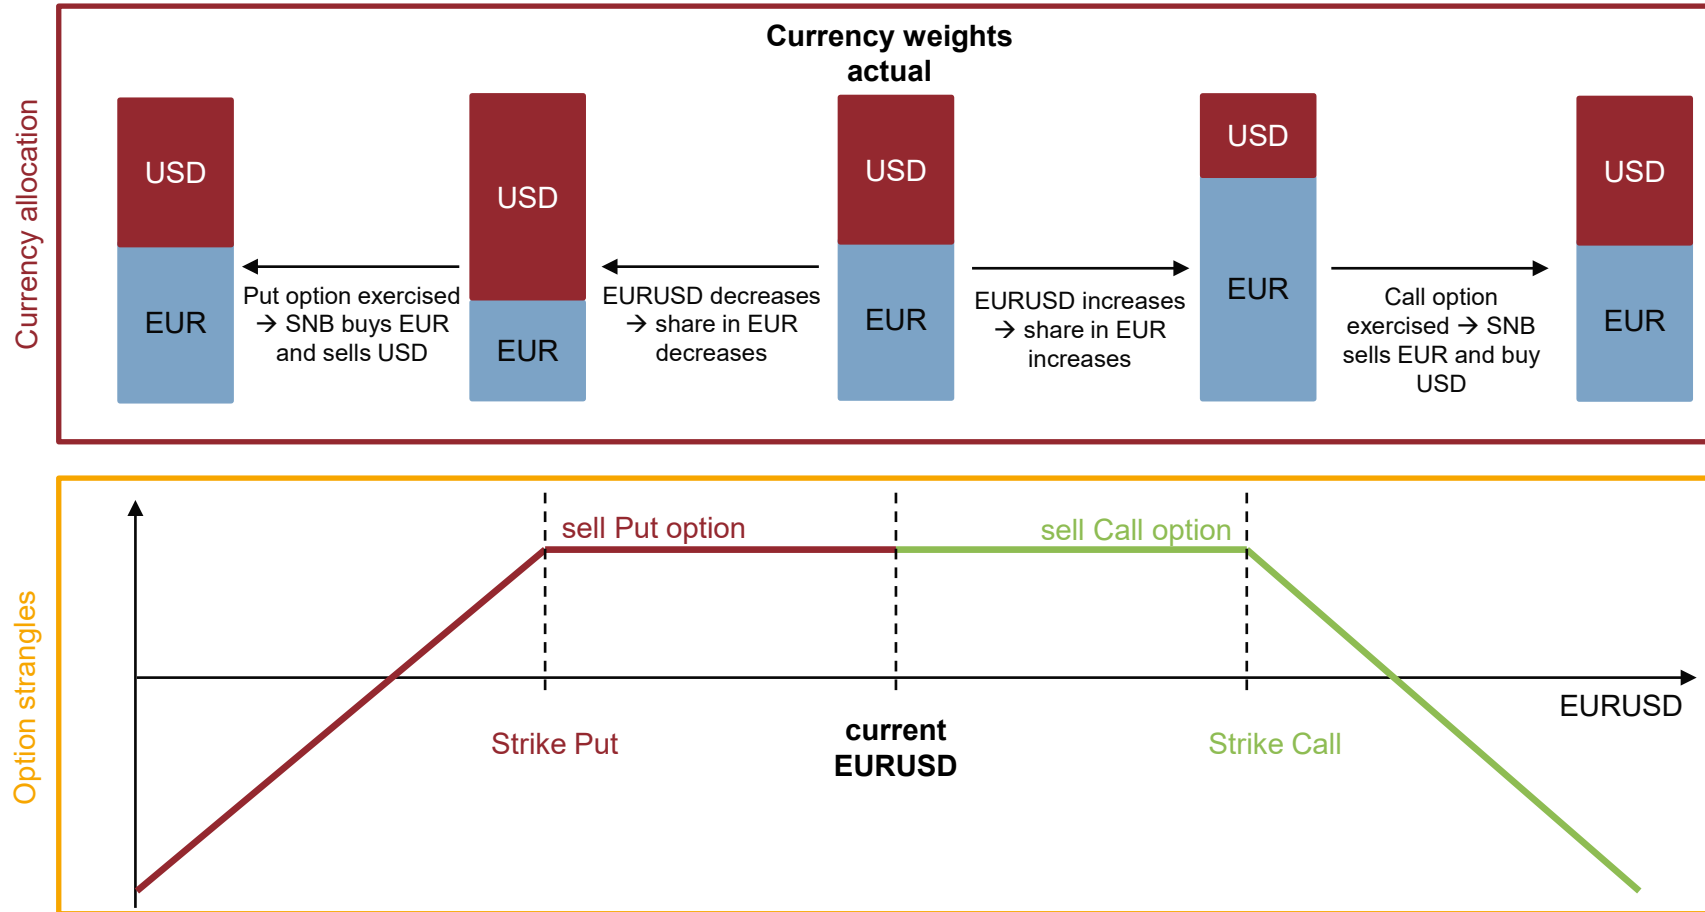 Currency allocation
Currency weights
actual
USD
EUR
Put option exercised
→ SNB buys EUR
and sells USD
USD
EUR
EURUSD decreases
→ share in EUR
decreases
USD
EUR
EURUSD increases
→ share in EUR
increases
USD
EUR
Call option
exercised → SNB
sells EUR and buy
USD
USD
EUR
Option strangles
sell Put option
sell Call option
EURUSD
Strike Put
current
EURUSD
Strike Call